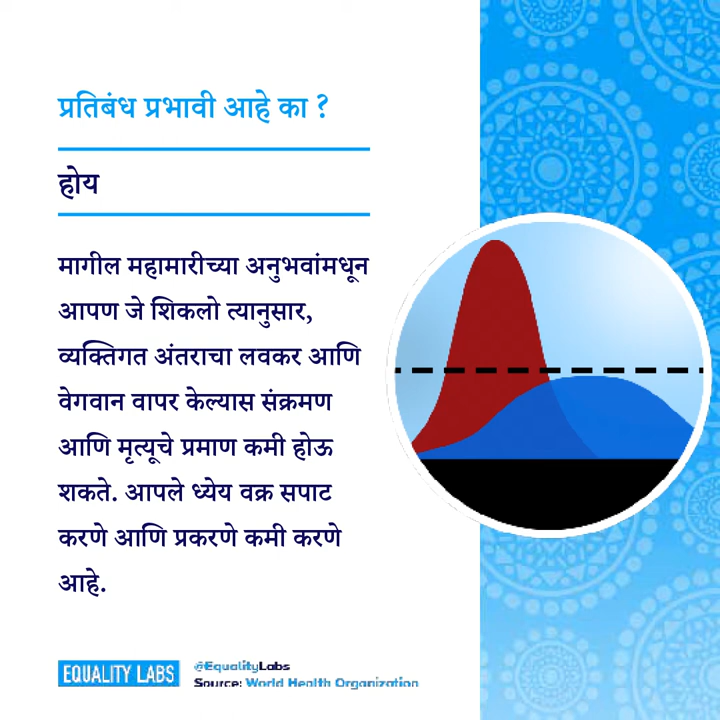 प्रतिबंध प्रभावी आहे का ?
होय
मागील महामारीच्या अनुभवांमधून
आपण जे शिकलो त्यानुसार,
व्यक्तिगत अंतराचा लवकर आणि
वेगवान वापर केल्यास संक्रमण
आणि मृत्यूचे प्रमाण कमी होऊ
शकते. आपले ध्येय वक्र सपाट
करणे आणि प्रकरणे कमी करणे
आहे.
EQUALITY LABS
@EqualityLabs
Source: World Health Organization